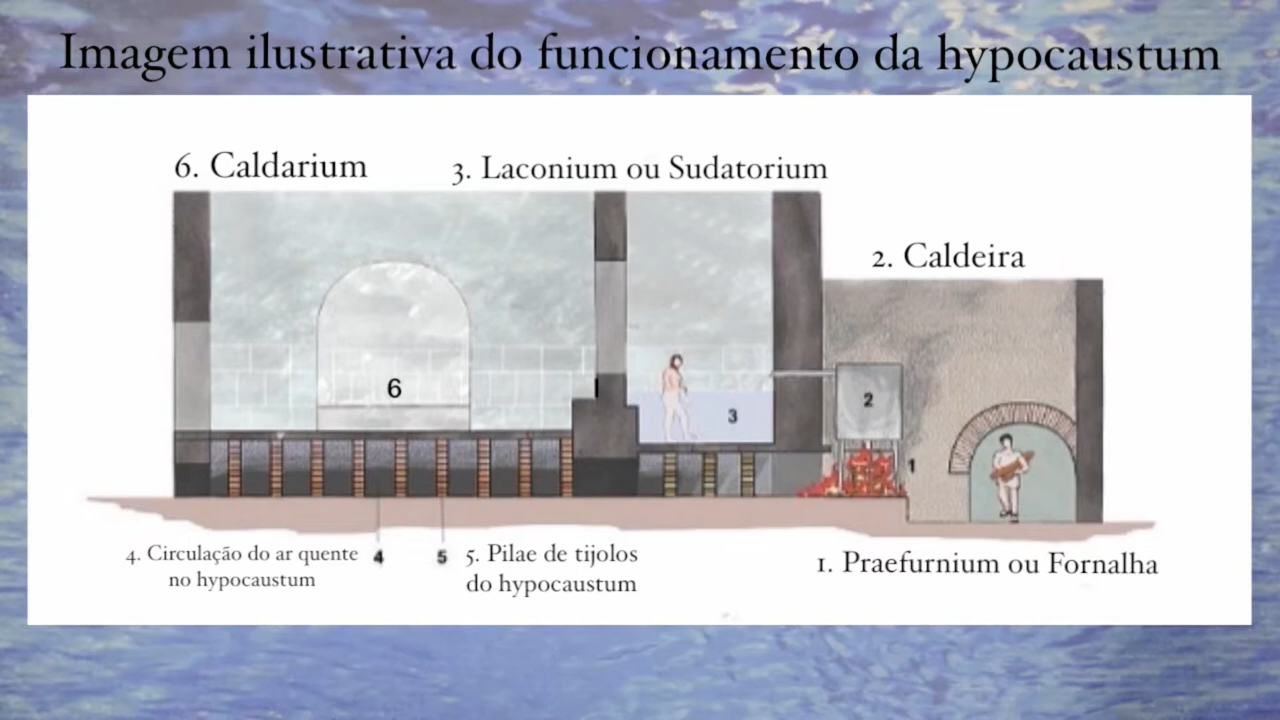 Imagem ilustrativa do funcionamento da hypocaustum
6. Caldarium
3. Laconium ou Sudatorium
2. Caldeira
6
3
2
1
4. Circulação do ar quente
no hypocaustum
4
5
5. Pilae de tijolos
do hypocaustum
1. Praefurnium ou Fornalha